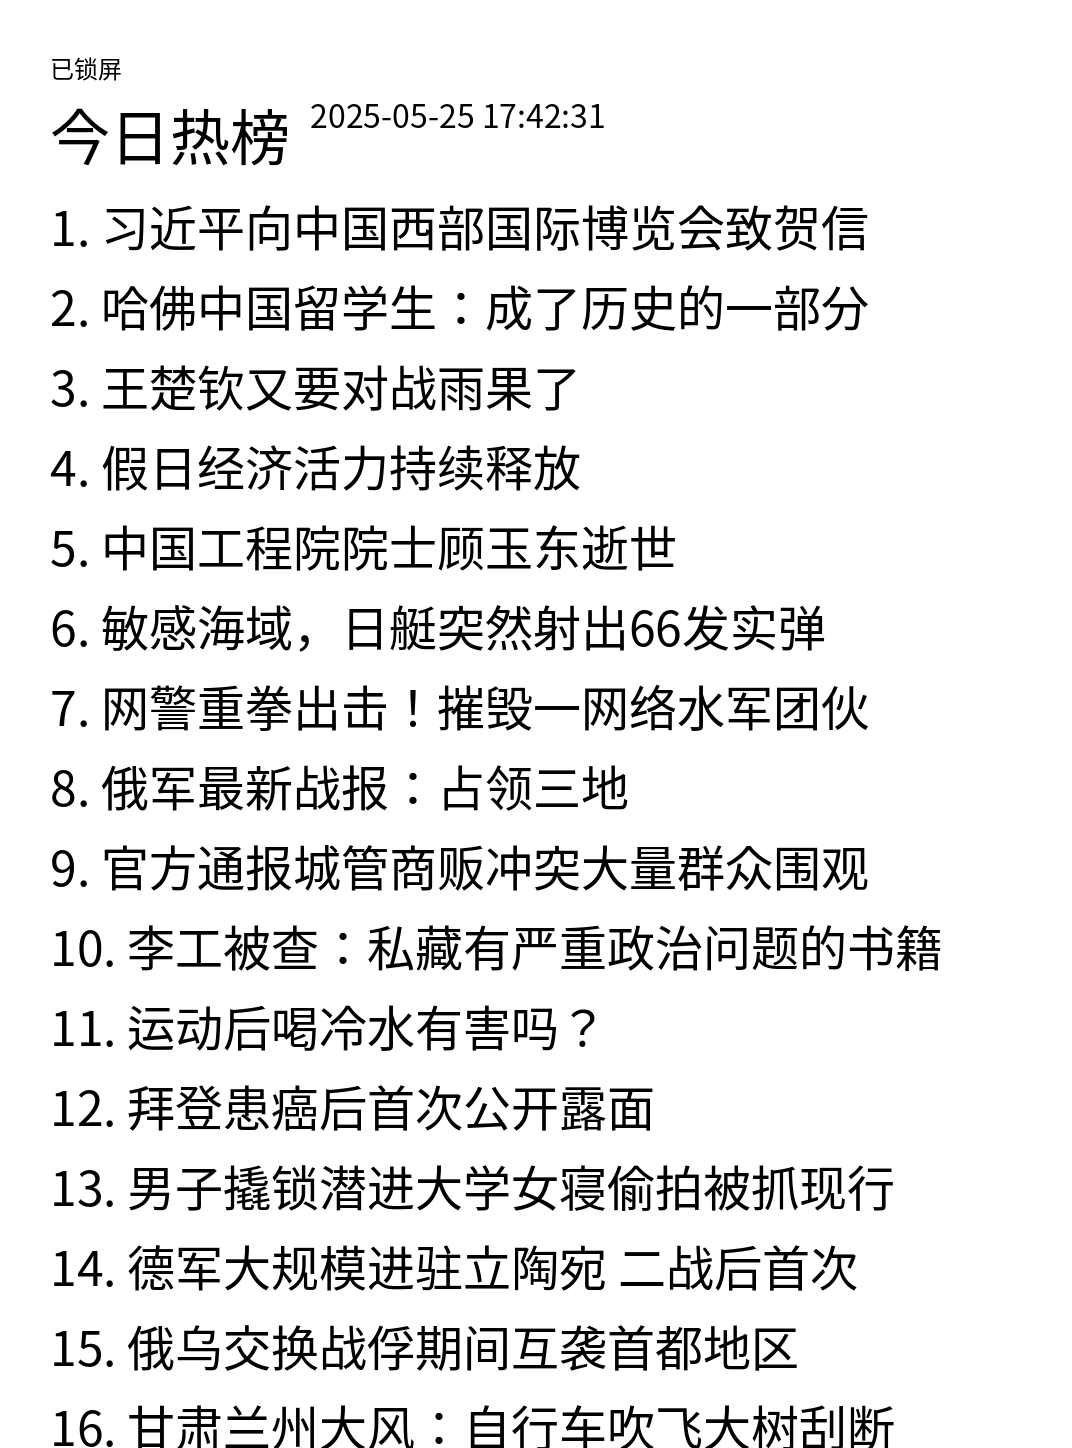 已锁屏
今日热榜 2025-05-25 17:42:31
1. 习近平向中国西部国际博览会致贺信
2. 哈佛中国留学生：成了历史的一部分
3. 王楚钦又要对战雨果了
4. 假日经济活力持续释放
5. 中国工程院院士顾玉东逝世
6. 敏感海域，日艇突然射出66发实弹
7. 网警重拳出击！摧毁一网络水军团伙
8. 俄军最新战报：占领三地
9. 官方通报城管商贩冲突大量群众围观
10. 李工被查：私藏有严重政治问题的书籍
11. 运动后喝冷水有害吗？
12. 拜登患癌后首次公开露面
13. 男子撬锁潜进大学女寝偷拍被抓现行
14. 德军大规模进驻立陶宛 二战后首次
15. 俄乌交换战俘期间互袭首都地区
16. 甘肃兰州大风：自行车吹飞大树刮断